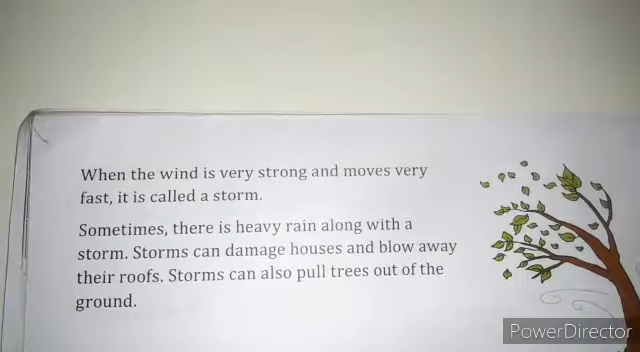 When the wind is very strong and moves very
fast, it is called a storm.
Sometimes, there is heavy rain along with a
storm. Storms can damage houses and blow away
their roofs. Storms can also pull trees out of the
ground.
PowerDirector